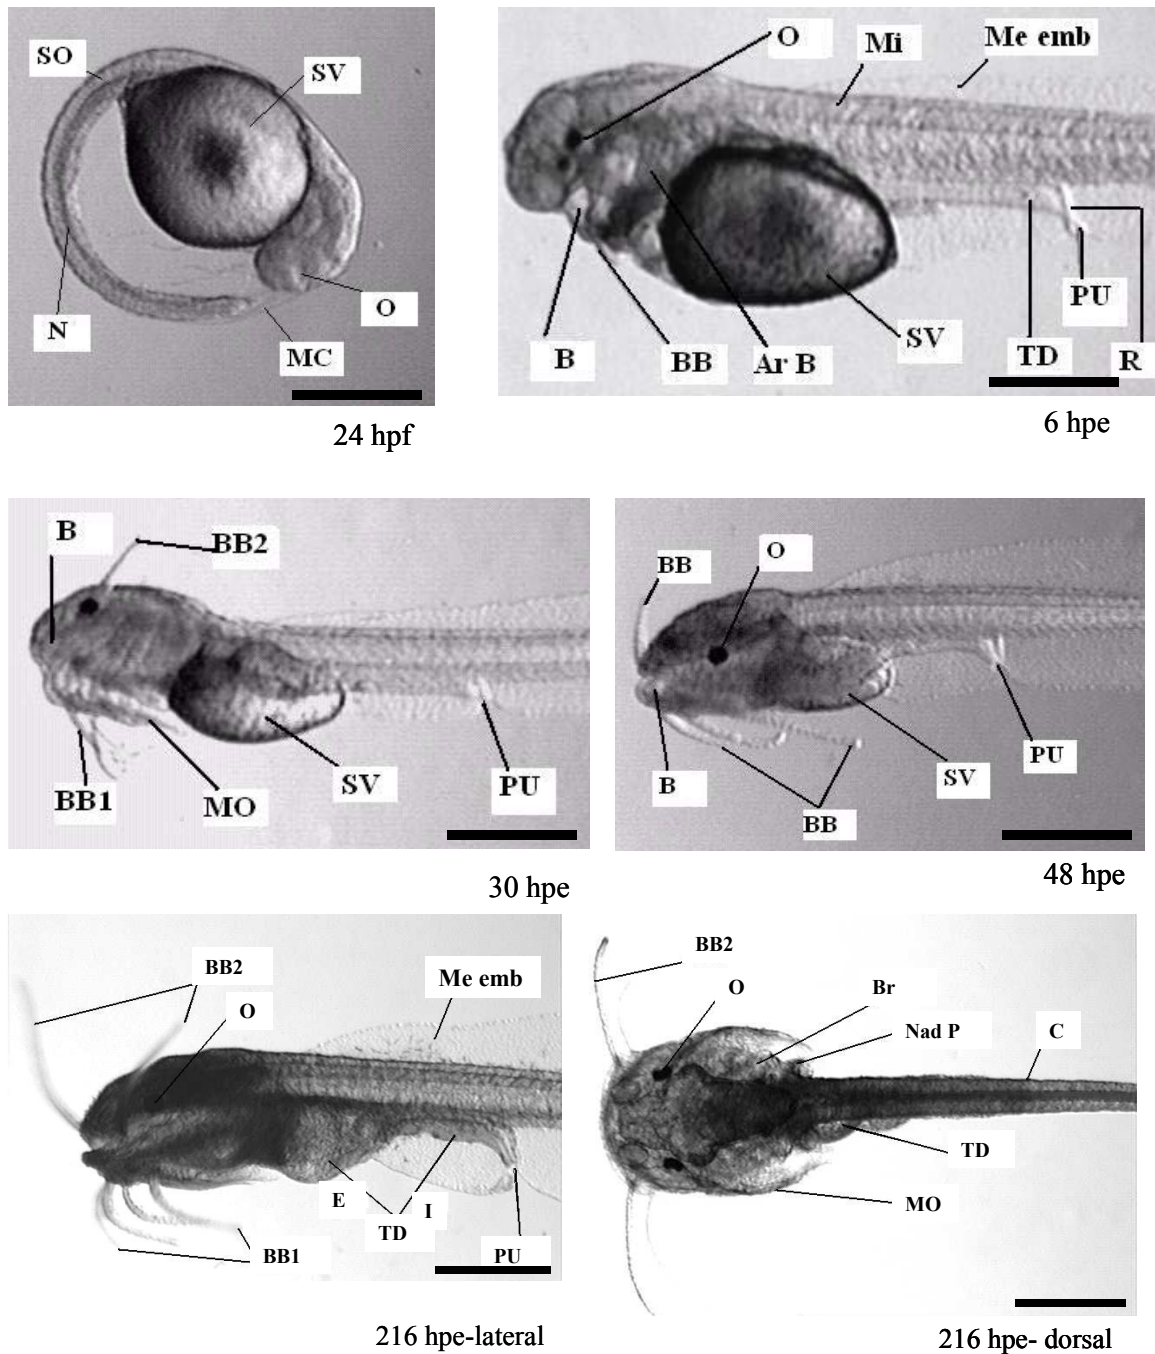 SO
SV
N
MC
O
24 hpf
O
Mi
Me emb
B
BB
Ar B
SV
TD
PU
R
6 hpe
B
BB2
BB1
MO
SV
PU
30 hpe
BB
O
B
BB
SV
PU
48 hpe
BB2
O
Me emb
E
I
TD
BB1
PU
216 hpe-lateral
BB2
O
Br
Nad P
C
TD
MO
216 hpe- dorsal